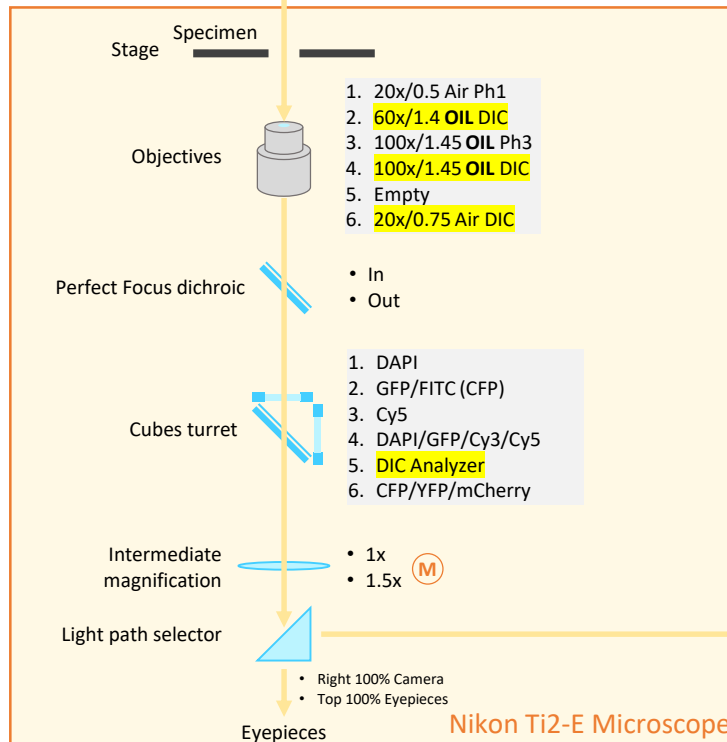 Specimen
Stage
Objectives
1. 20x/0.5 Air Ph1
2. 60x/1.4 OIL DIC
3. 100x/1.45 OIL Ph3
4. 100x/1.45 OIL DIC
5. Empty
6. 20x/0.75 Air DIC
Perfect Focus dichroic
• In
• Out
Cubes turret
1. DAPI
2. GFP/FITC (CFP)
3. Cy5
4. DAPI/GFP/Cy3/Cy5
5. DIC Analyzer
6. CFP/YFP/mCherry
Intermediate
magnification
• 1x
• 1.5x
M
Light path selector
• Right 100% Camera
• Top 100% Eyepieces
Eyepieces
Nikon Ti2-E Microscope